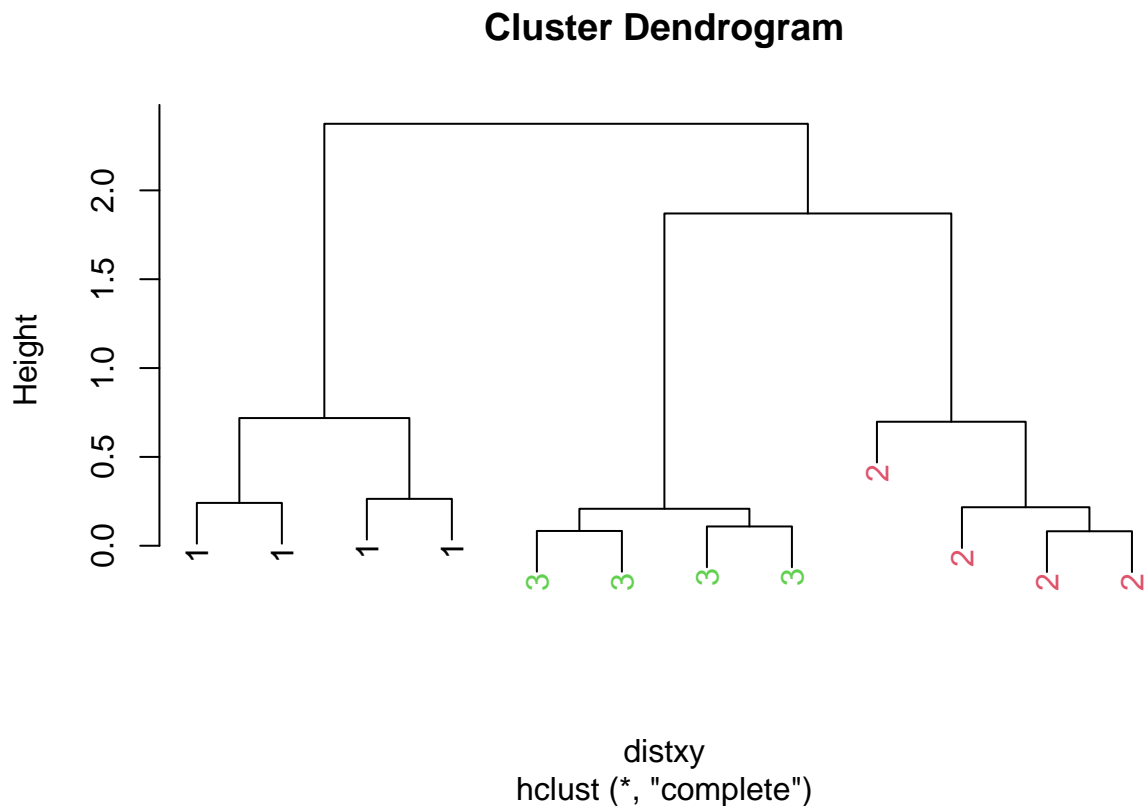 Cluster Dendrogram
Height
2.0
1.5
1.0
0.5
0.0
1 1 1 1 3 3 3 3 2 2 2 2
distxy
hclust (*, "complete")